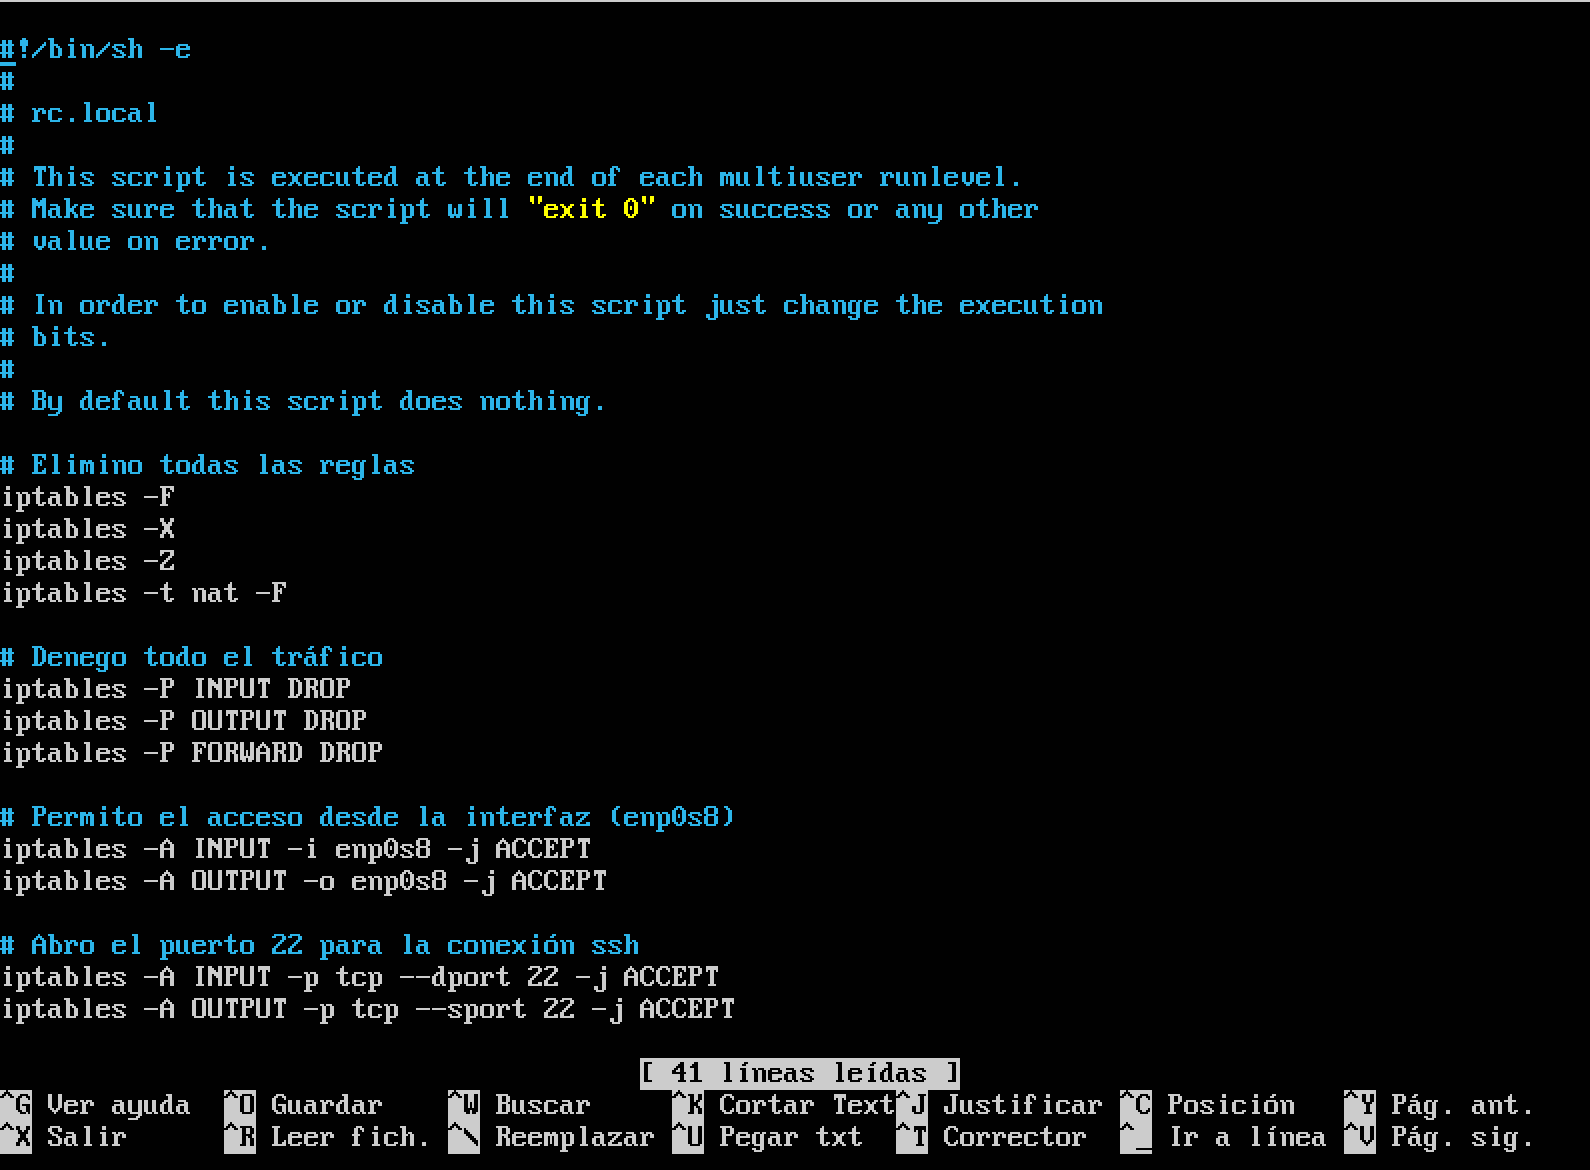 #!/bin/sh -e
#
# rc.local
#
# This script is executed at the end of each multiuser runlevel.
# Make sure that the script will "exit 0" on success or any other
# value on error.
#
# In order to enable or disable this script just change the execution
# bits.
#
# By default this script does nothing.
# Elimino todas las reglas
iptables -F
iptables -X
iptables -Z
iptables -t nat -F
# Denego todo el tráfico
iptables -P INPUT DROP
iptables -P OUTPUT DROP
iptables -P FORWARD DROP
# Permito el acceso desde la interfaz (enp0s8)
iptables -A INPUT -i enp0s8 -j ACCEPT
iptables -A OUTPUT -o enp0s8 -j ACCEPT
# Abro el puerto 22 para la conexión ssh
iptables -A INPUT -p tcp --dport 22 -j ACCEPT
iptables -A OUTPUT -p tcp --sport 22 -j ACCEPT
[ 41 líneas leídas ]
^G Ver ayuda ^O Guardar ^W Buscar ^K Cortar Text ^J Justificar ^C Posición ^Y Pág. ant.
^X Salir ^R Leer fich. ^\ Reemplazar ^U Pegar txt ^T Corrector ^_ Ir a línea ^V Pág. sig.